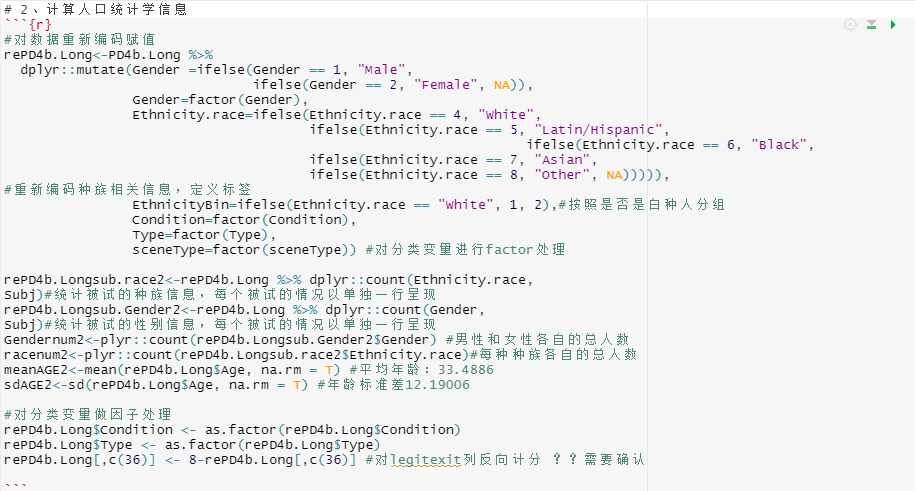 # 2、计算人口统计学信息
```{r}
#对数据重新编码赋值
rePD4b.Long<-PD4b.Long %>%
  dplyr::mutate(Gender =ifelse(Gender == 1, "Male",
                               ifelse(Gender == 2, "Female", NA)),
                Gender=factor(Gender),
                Ethnicity.race=ifelse(Ethnicity.race == 4, "White",
                                      ifelse(Ethnicity.race == 5, "Latin/Hispanic",
                                                                 ifelse(Ethnicity.race == 6, "Black",
                                      ifelse(Ethnicity.race == 7, "Asian",
                                      ifelse(Ethnicity.race == 8, "Other", NA))))),
#重新编码种族相关信息，定义标签
                EthnicityBin=ifelse(Ethnicity.race == "White", 1, 2),#按照是否是白种人分组
                Condition=factor(Condition),
                Type=factor(Type),
                sceneType=factor(sceneType)) #对分类变量进行factor处理
rePD4b.Longsub.race2<-rePD4b.Long %>% dplyr::count(Ethnicity.race,
Subj)#统计被试的种族信息，每个被试的情况以单独一行呈现
rePD4b.Longsub.Gender2<-rePD4b.Long %>% dplyr::count(Gender,
Subj)#统计被试的性别信息，每个被试的情况以单独一行呈现
Gendernum2<-plyr::count(rePD4b.Longsub.Gender2$Gender) #男性和女性各自的总人数
racenum2<-plyr::count(rePD4b.Longsub.race2$Ethnicity.race)#每种种族各自的总人数
meanAGE2<-mean(rePD4b.Long$Age, na.rm = T) #平均年龄：33.4886
sdAGE2<-sd(rePD4b.Long$Age, na.rm = T) #年龄标准差12.19006
#对分类变量做因子处理
rePD4b.Long$Condition <- as.factor(rePD4b.Long$Condition)
rePD4b.Long$Type <- as.factor(rePD4b.Long$Type)
rePD4b.Long[,c(36)] <- 8-rePD4b.Long[,c(36)] #对legitexit列反向计分 ？？需要确认
```